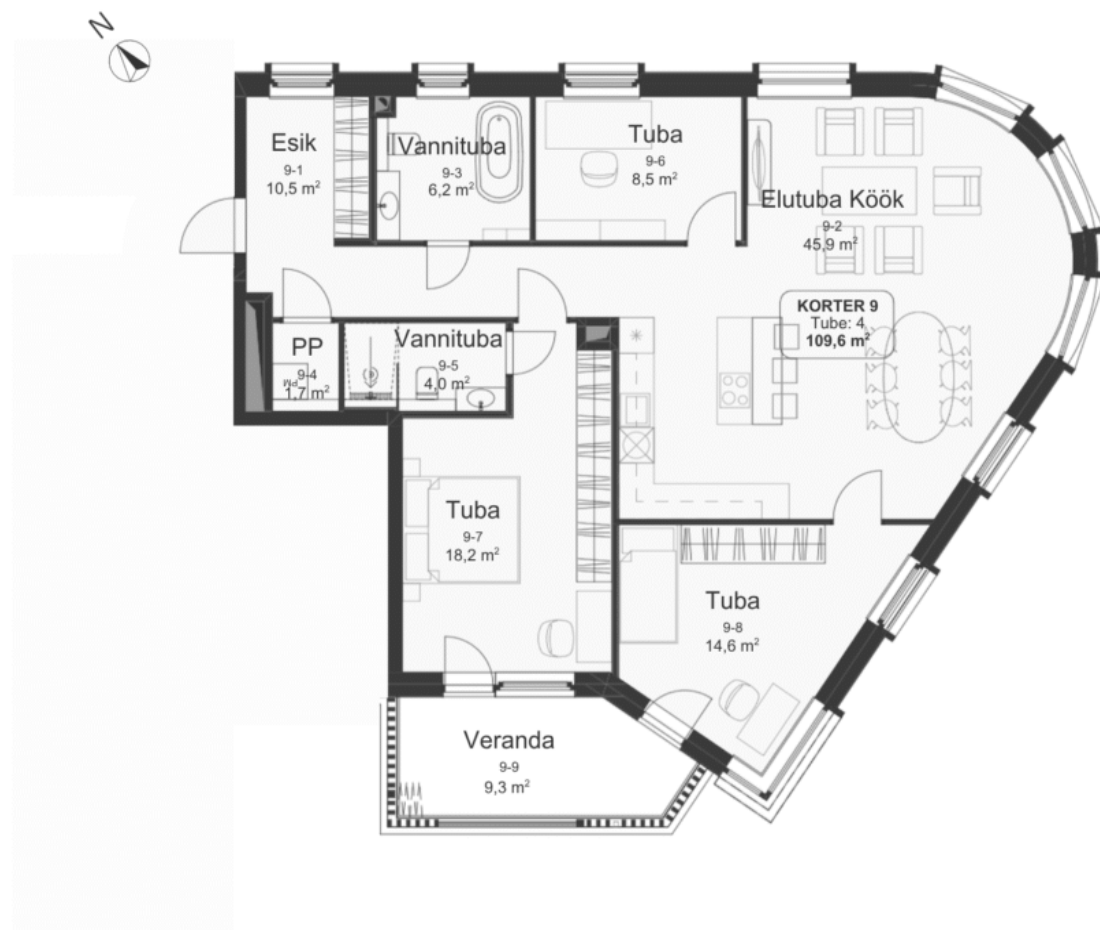 N
Esik
9-1
10,5 m²
Vannituba
9-3
6,2 m²
Tuba
9-6
8,5 m²
Elutuba Köök
9-2
45,9 m²
KORTER 9
Tube: 4
109,6 m²
PP
9-4
PM
1,7 m²
Vannituba
9-5
4,0 m²
Tuba
9-7
18,2 m²
Tuba
9-8
14,6 m²
Veranda
9-9
9,3 m²